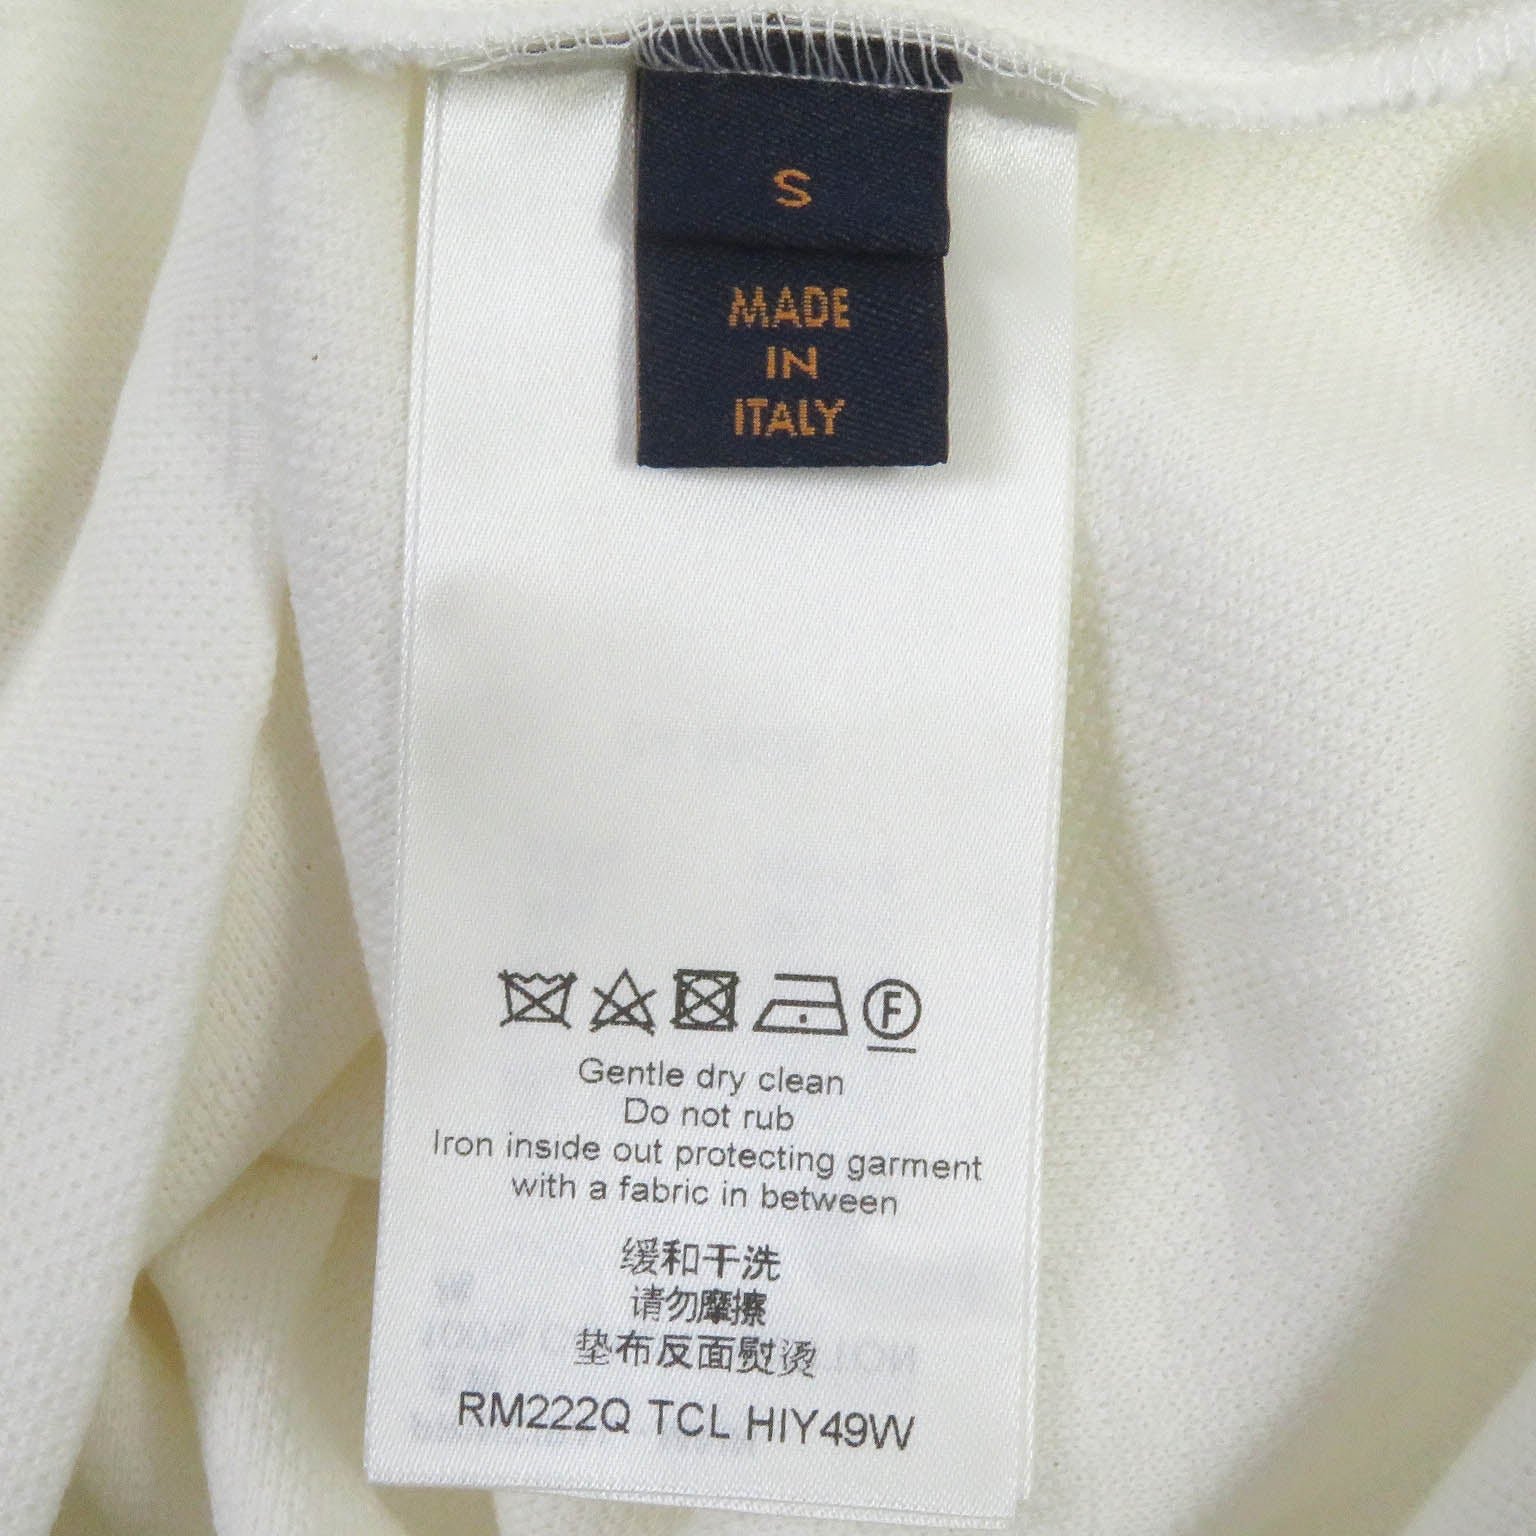 S
MADE
IN
ITALY
F
Gentle dry clean
Do not rub
Iron inside out protecting garment
with a fabric in between
缓和干洗
请勿摩擦
垫布反面熨烫
RM222Q TCL HIY49W